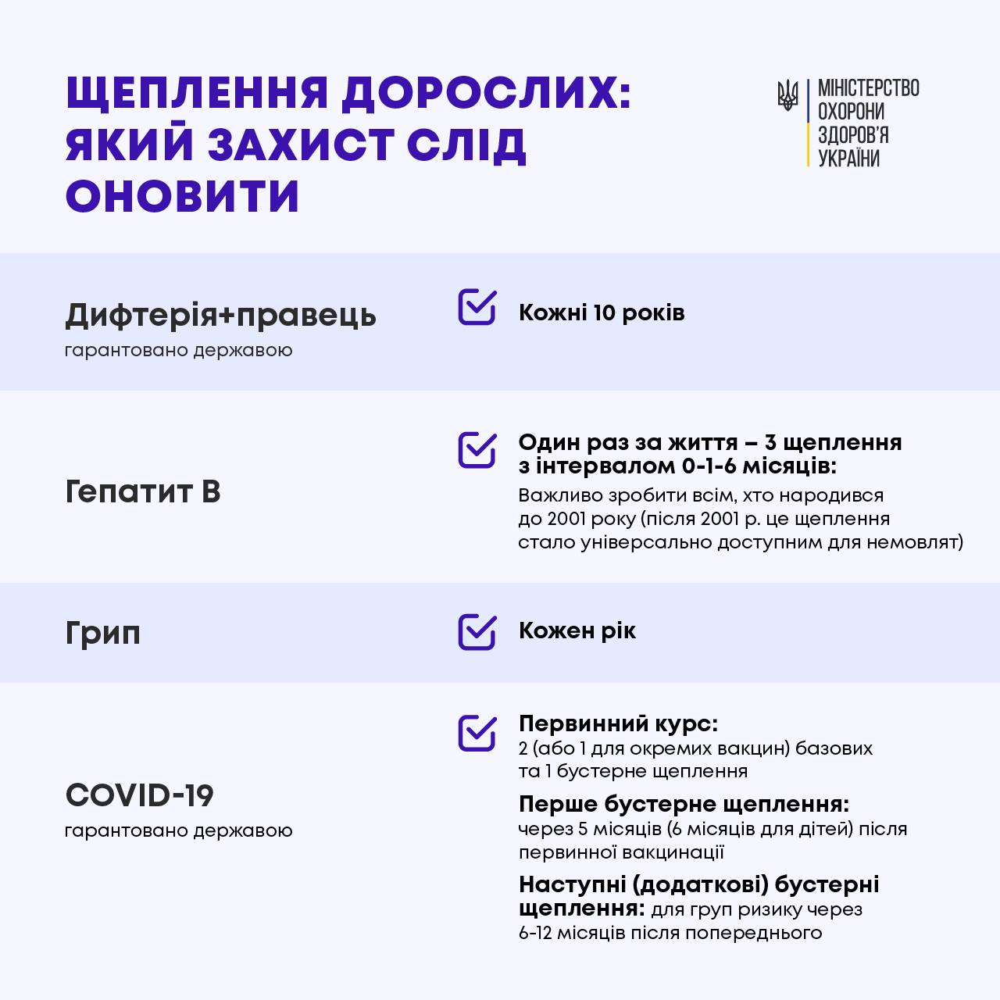 ЩЕПЛЕННЯ ДОРОСЛИХ:
ЯКИЙ ЗАХИСТ СЛІД
ОНОВИТИ
МІНІСТЕРСТВО
ОХОРОНИ
ЗДОРОВ'Я
УКРАЇНИ
Дифтерія+правець
гарантовано державою
Кожні 10 років
Гепатит В
Один раз за життя – 3 щеплення
з інтервалом 0-1-6 місяців:
Важливо зробити всім, хто народився
до 2001 року (після 2001 р. це щеплення
стало універсально доступним для немовлят)
Грип
Кожен рік
COVID-19
гарантовано державою
Первинний курс:
2 (або 1 для окремих вакцин) базових
та 1 бустерне щеплення
Перше бустерне щеплення:
через 5 місяців (6 місяців для дітей) після
первинної вакцинації
Наступні (додаткові) бустерні
щеплення: для груп ризику через
6-12 місяців після попереднього